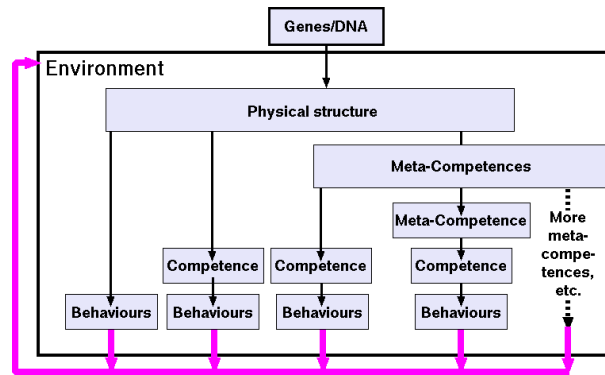 Genes/DNA
Environment
Physical structure
Meta-Competences
Meta-Competence
More
meta-
compe-
tences,
etc.
Competence
Competence
Competence
Behaviours
Behaviours
Behaviours
Behaviours